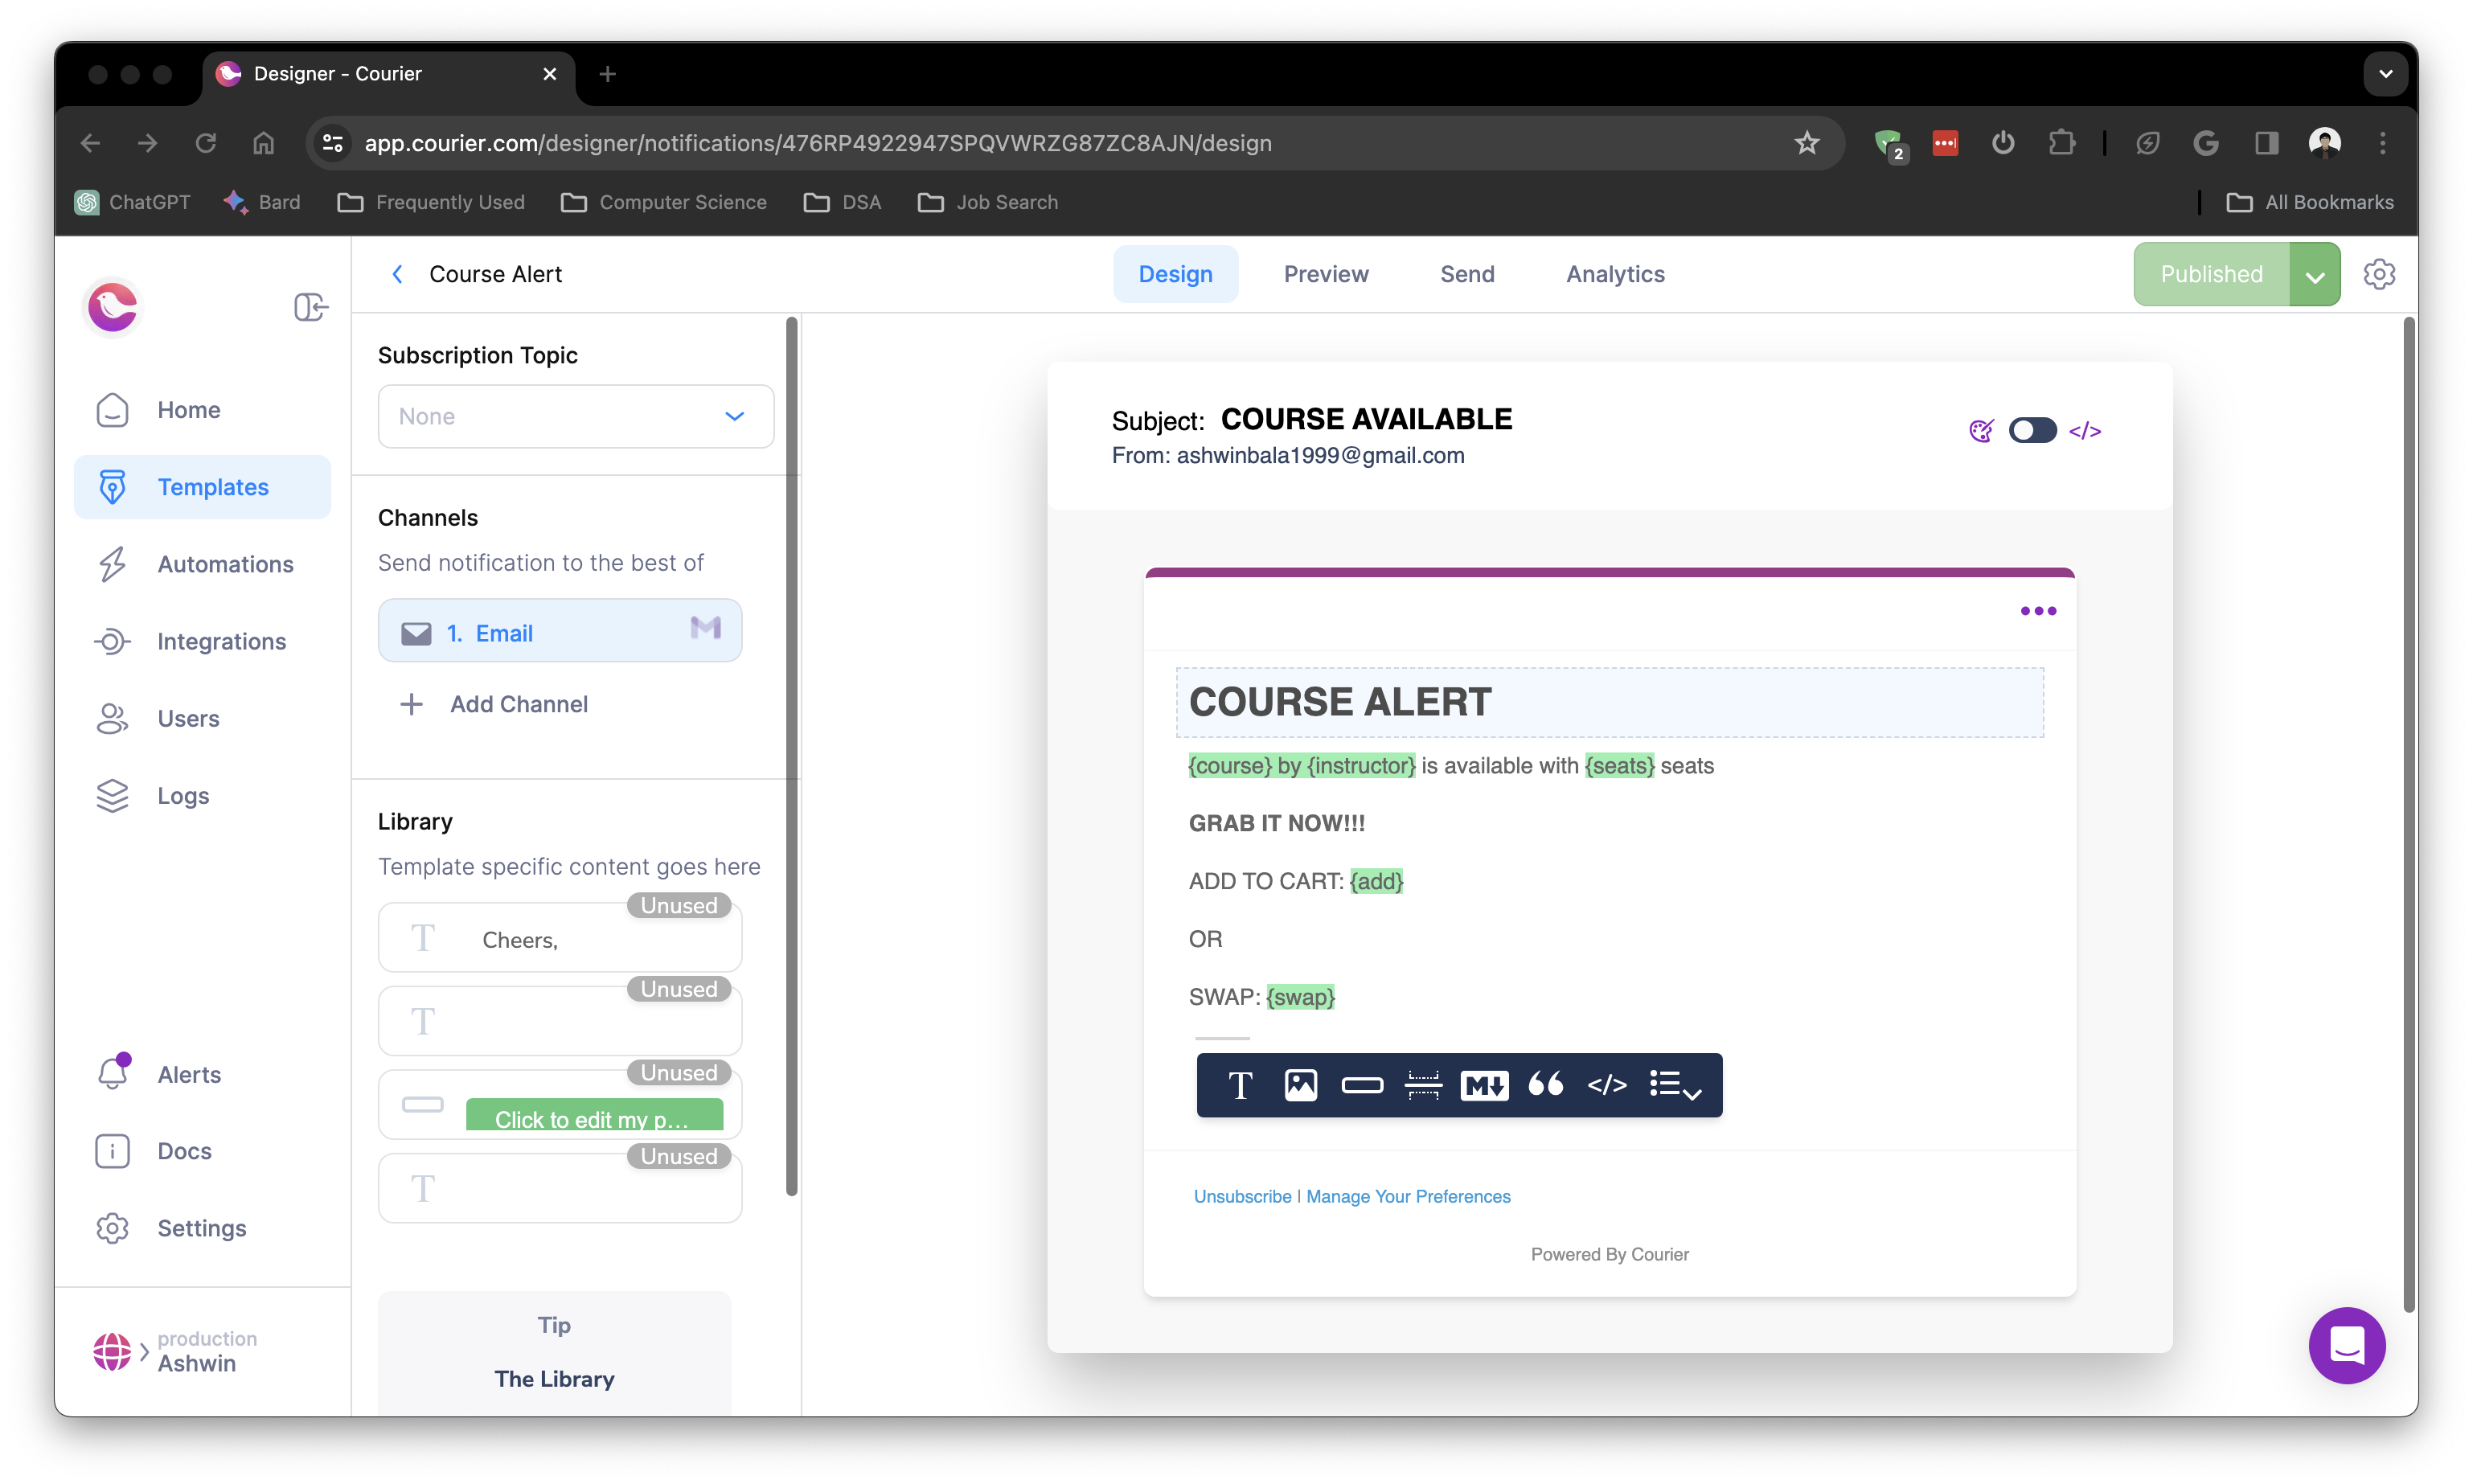 Designer - Courier
app.courier.com/designer/notifications/476RP4922947SPQVWRZG87ZC8AJN/design
2
ChatGPT
Bard
Frequently Used
Computer Science
DSA
Job Search
All Bookmarks
Course Alert
Design
Preview
Send
Analytics
Published
Home
Templates
Automations
Integrations
Users
Logs
Alerts
Docs
Settings
production
Ashwin
Subscription Topic
None
Channels
Send notification to the best of
1. Email
Add Channel
Library
Template specific content goes here
Unused
T Cheers,
Unused
T
Unused
Click to edit my p...
Unused
T
Tip
The Library
Subject: COURSE AVAILABLE
From: ashwinbala1999@gmail.com
</>
COURSE ALERT
{course} by {instructor} is available with {seats} seats
GRAB IT NOW!!!
ADD TO CART: {add}
OR
SWAP: {swap}
T M </>
Unsubscribe | Manage Your Preferences
Powered By Courier